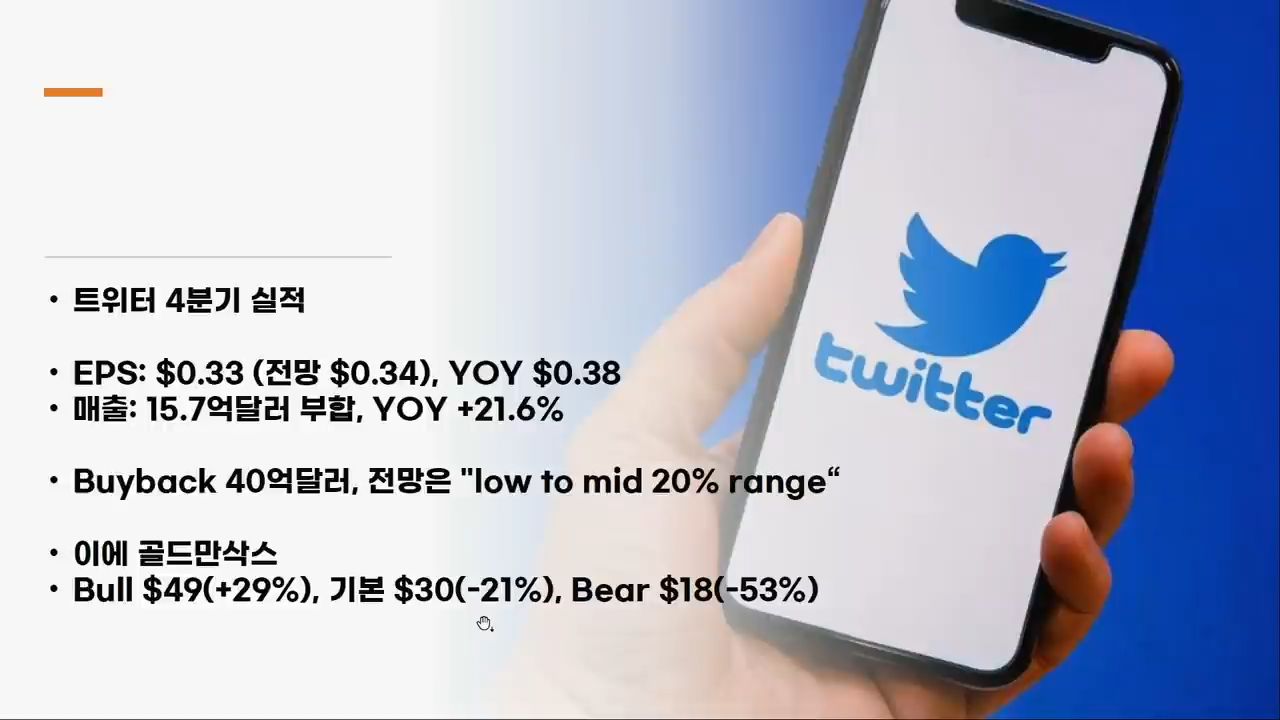 twitter
• 트위터 4분기 실적
• EPS: $0.33 (전망 $0.34), YOY $0.38
• 매출: 15.7억달러 부합, YOY +21.6%
• Buyback 40억달러, 전망은 "low to mid 20% range“
• 이에 골드만삭스
• Bull $49(+29%), 기본 $30(-21%), Bear $18(-53%)